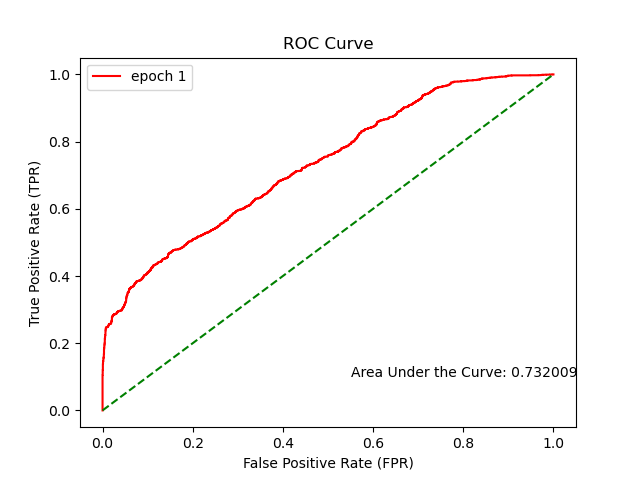 ROC Curve
epoch 1
True Positive Rate (TPR)
1.0
0.8
0.6
0.4
0.2
0.0
Area Under the Curve: 0.732009
0.0 0.2 0.4 0.6 0.8 1.0
False Positive Rate (FPR)